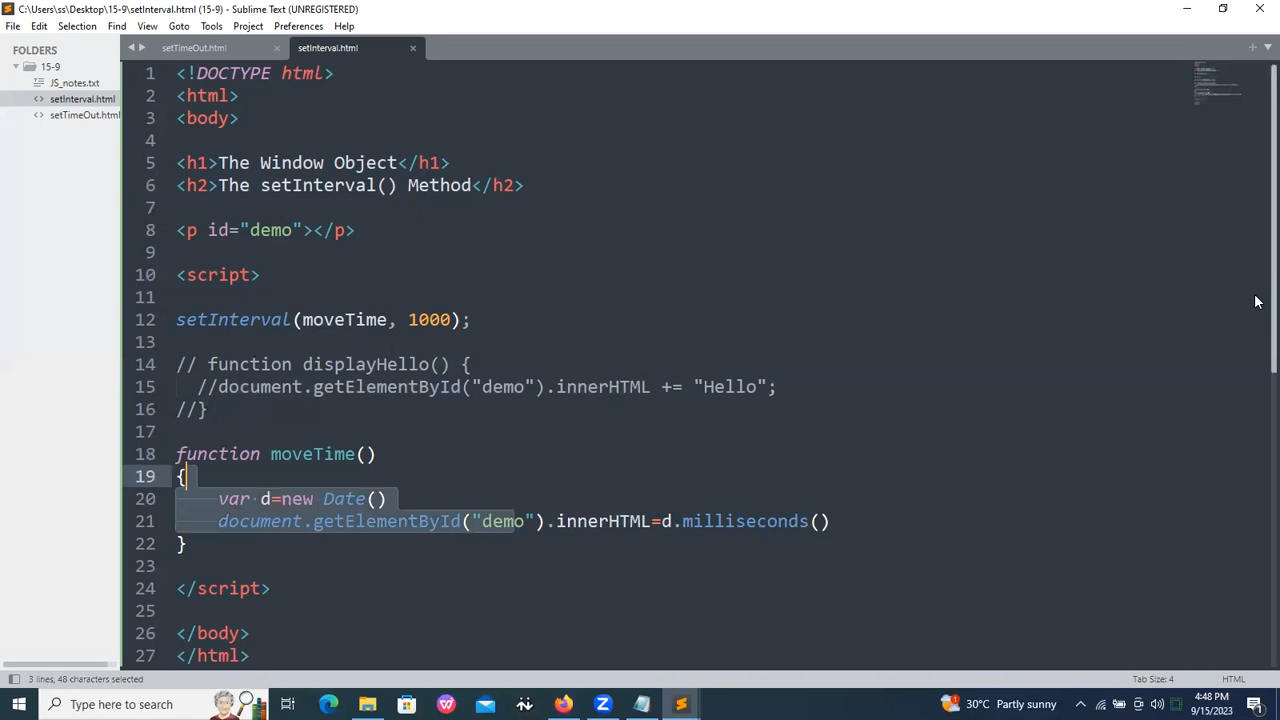 C:\Users\ss\Desktop\15-9\setInterval.html (15-9) - Sublime Text (UNREGISTERED)
File Edit Selection Find View Goto Tools Project Preferences Help
FOLDERS
15-9
JS_notes.txt
setInterval.html
setTimeOut.html
setTimeOut.html
setInterval.html
1 <!DOCTYPE html>
2 <html>
3 <body>
4
5 <h1>The Window Object</h1>
6 <h2>The setInterval() Method</h2>
7
8 <p id="demo"></p>
9
10 <script>
11
12 setInterval(moveTime, 1000);
13
14 // function displayHello() {
15 //document.getElementById("demo").innerHTML += "Hello";
16 //}
17
18 function moveTime()
19 {
20 var d=new Date()
21 document.getElementById("demo").innerHTML=d.milliseconds()
22 }
23
24 </script>
25
26 </body>
27 </html>
3 lines, 48 characters selected
Tab Size: 4
HTML
Type here to search
30°C Partly sunny
4:48 PM
9/15/2023